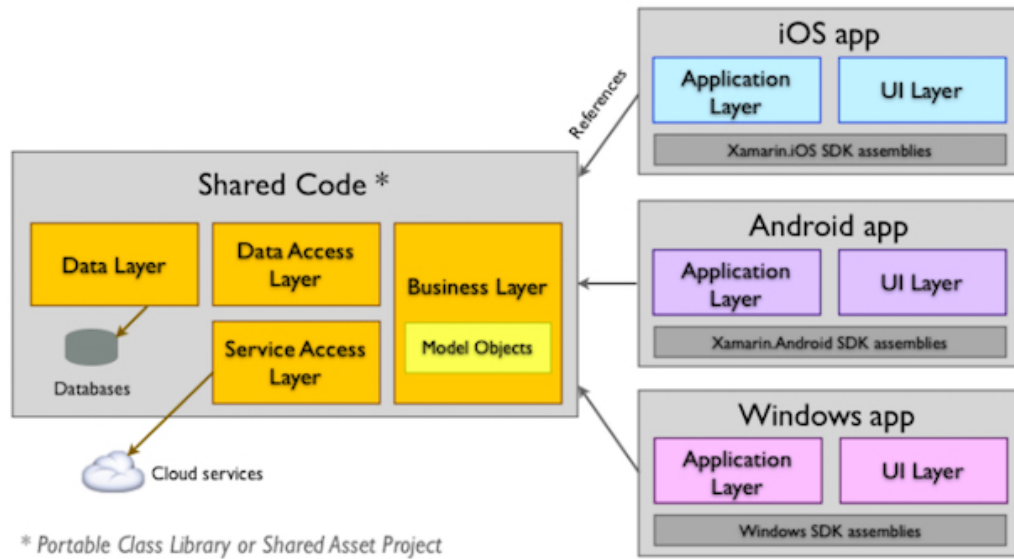 Shared Code *
Data Layer
Databases
Data Access
Layer
Service Access
Layer
Cloud services
Business Layer
Model Objects
References
iOS app
Application
Layer
UI Layer
Xamarin.iOS SDK assemblies
Android app
Application
Layer
UI Layer
Xamarin.Android SDK assemblies
Windows app
Application
Layer
UI Layer
Windows SDK assemblies
* Portable Class Library or Shared Asset Project